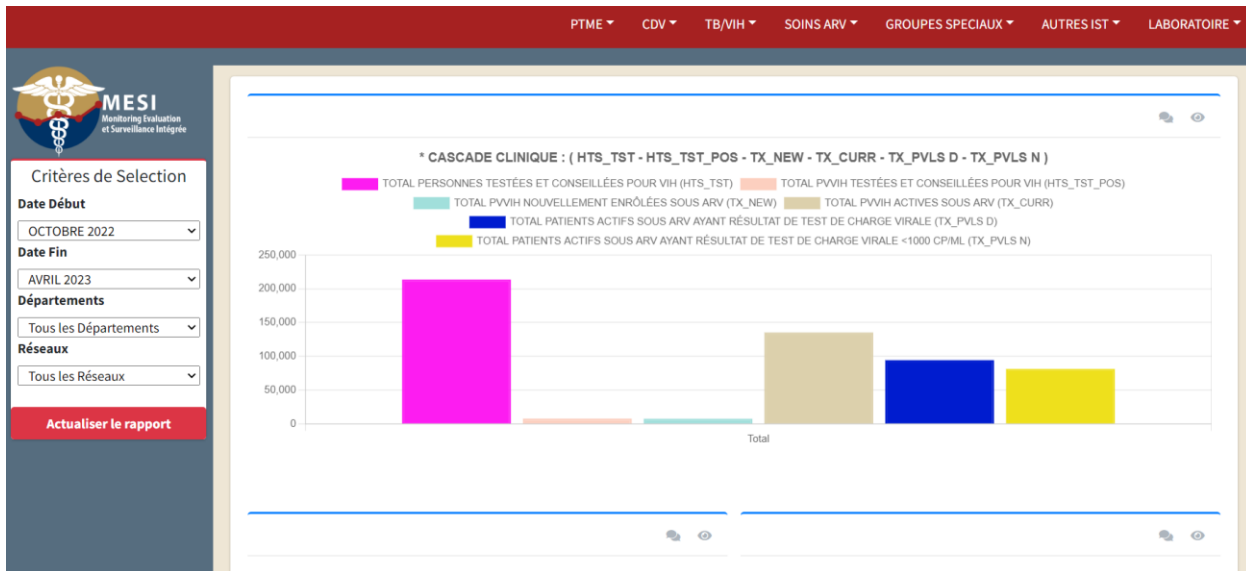 PTME CDV TB/VIH SOINS ARV GROUPES SPECIAUX AUTRES IST LABORATOIRE
MESI
Monitoring Evaluation
et Surveillance Intégrée
Critères de Selection
Date Début
OCTOBRE 2022
Date Fin
AVRIL 2023
Départements
Tous les Départements
Réseaux
Tous les Réseaux
Actualiser le rapport
* CASCADE CLINIQUE : ( HTS_TST - HTS_TST_POS - TX_NEW - TX_CURR - TX_PVLS D - TX_PVLS N )
TOTAL PERSONNES TESTÉES ET CONSEILLÉES POUR VIH (HTS_TST) TOTAL PVVIH TESTÉES ET CONSEILLÉES POUR VIH (HTS_TST_POS)
TOTAL PVVIH NOUVELLEMENT ENRÔLÉES SOUS ARV (TX_NEW) TOTAL PVVIH ACTIVES SOUS ARV (TX_CURR)
TOTAL PATIENTS ACTIFS SOUS ARV AYANT RÉSULTAT DE TEST DE CHARGE VIRALE (TX_PVLS D)
TOTAL PATIENTS ACTIFS SOUS ARV AYANT RÉSULTAT DE TEST DE CHARGE VIRALE <1000 CP/ML (TX_PVLS N)
250,000
200,000
150,000
100,000
50,000
0
Total